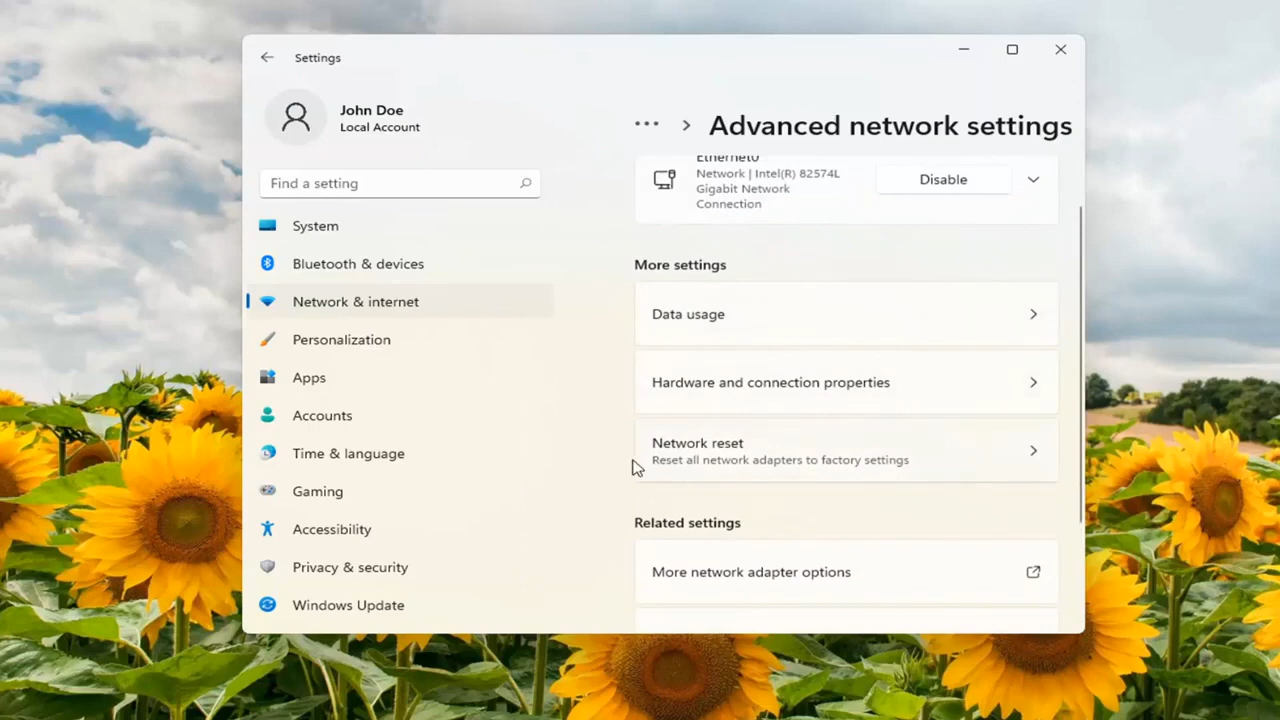 Settings
John Doe
Local Account
Find a setting
System
Bluetooth & devices
Network & internet
Personalization
Apps
Accounts
Time & language
Gaming
Accessibility
Privacy & security
Windows Update
••• > Advanced network settings
Ethernet0
Network | Intel(R) 82574L
Gigabit Network
Connection
Disable
More settings
Data usage
Hardware and connection properties
Network reset
Reset all network adapters to factory settings
Related settings
More network adapter options